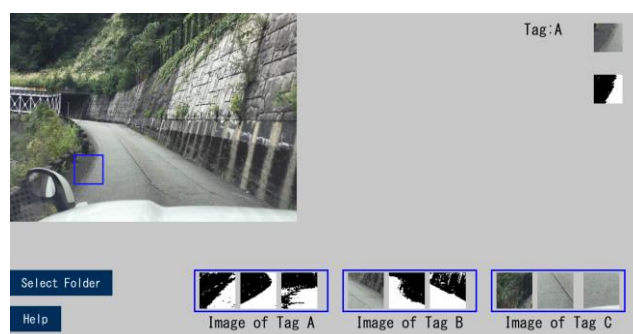 Tag:A
Select Folder
Help
Image of Tag A
Image of Tag B
Image of Tag C